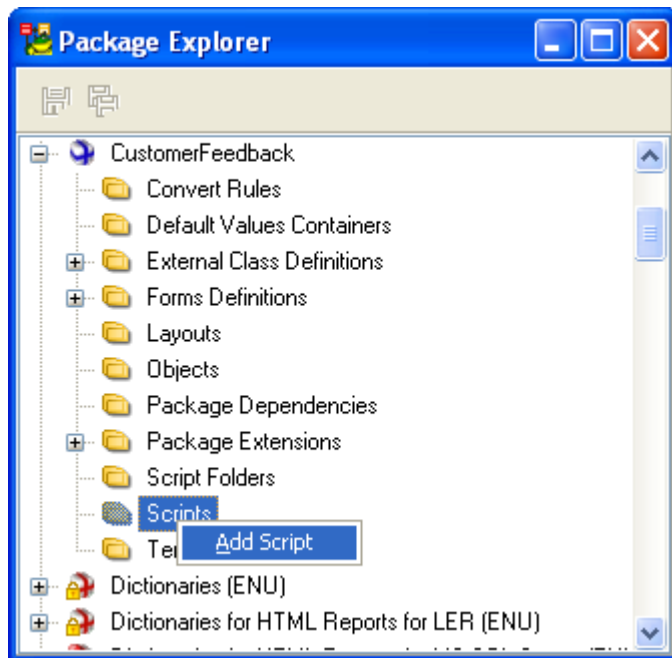 Package Explorer
CustomerFeedback
Convert Rules
Default Values Containers
External Class Definitions
Forms Definitions
Layouts
Objects
Package Dependencies
Package Extensions
Script Folders
Scripts
Add Script
Dictionaries (ENU)
Dictionaries for HTML Reports for LER (ENU)